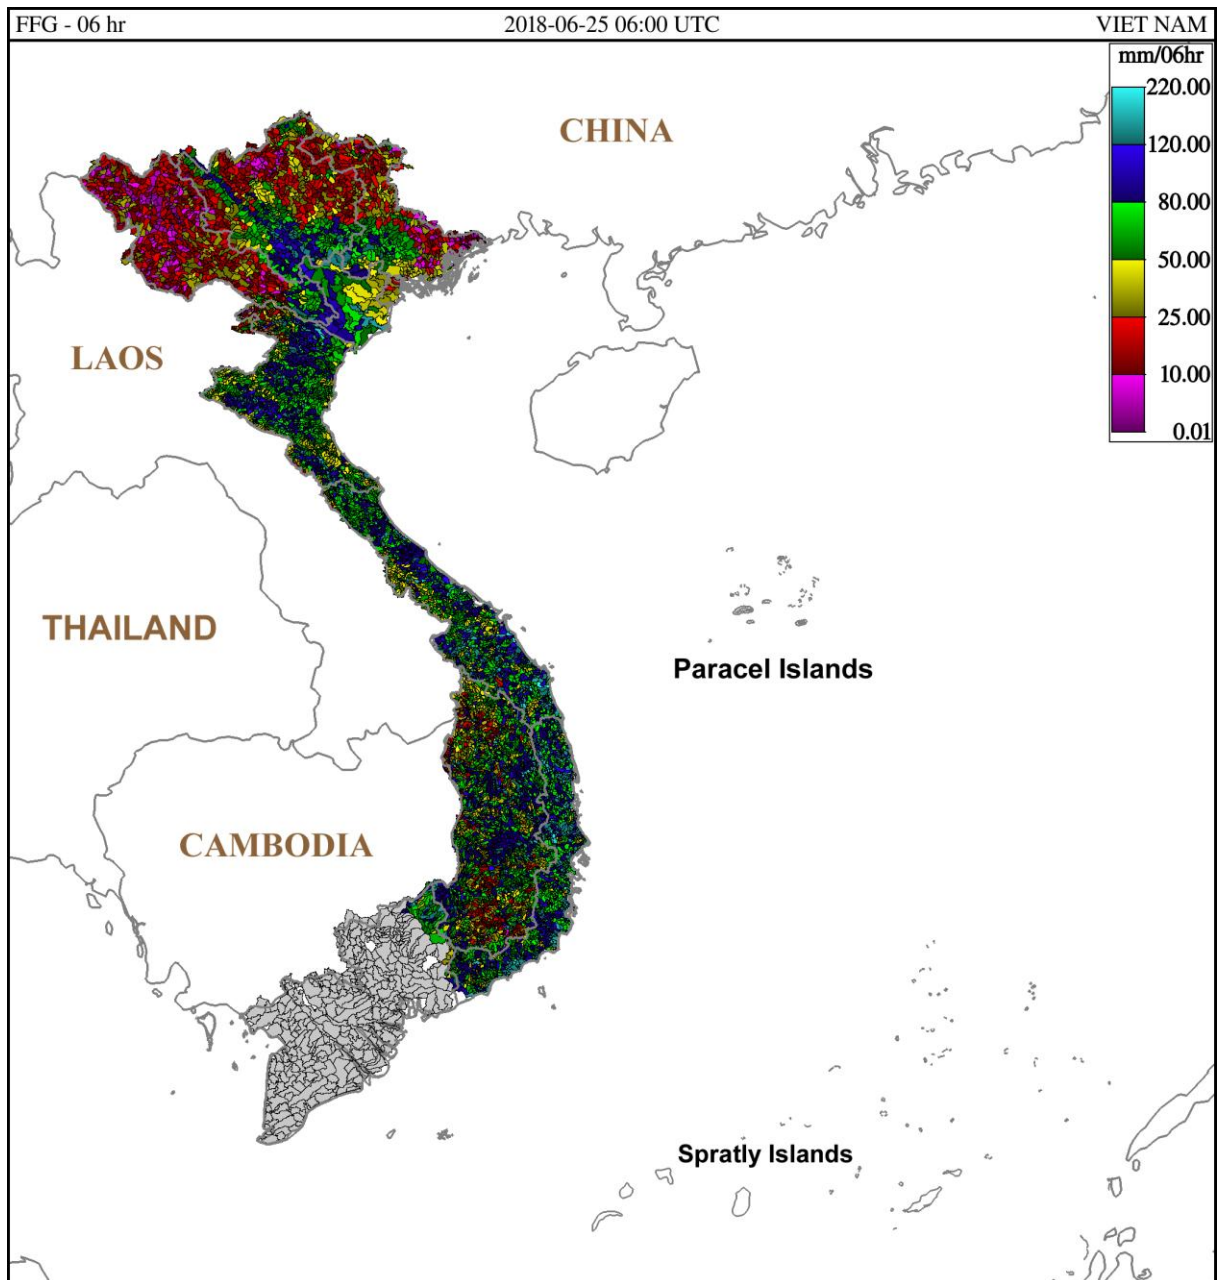 FFG - 06 hr 2018-06-25 06:00 UTC VIET NAM
mm/06hr
220.00
CHINA
120.00
80.00
50.00
25.00
LAOS
10.00
0.01
THAILAND
Paracel Islands
CAMBODIA
Spratly Islands